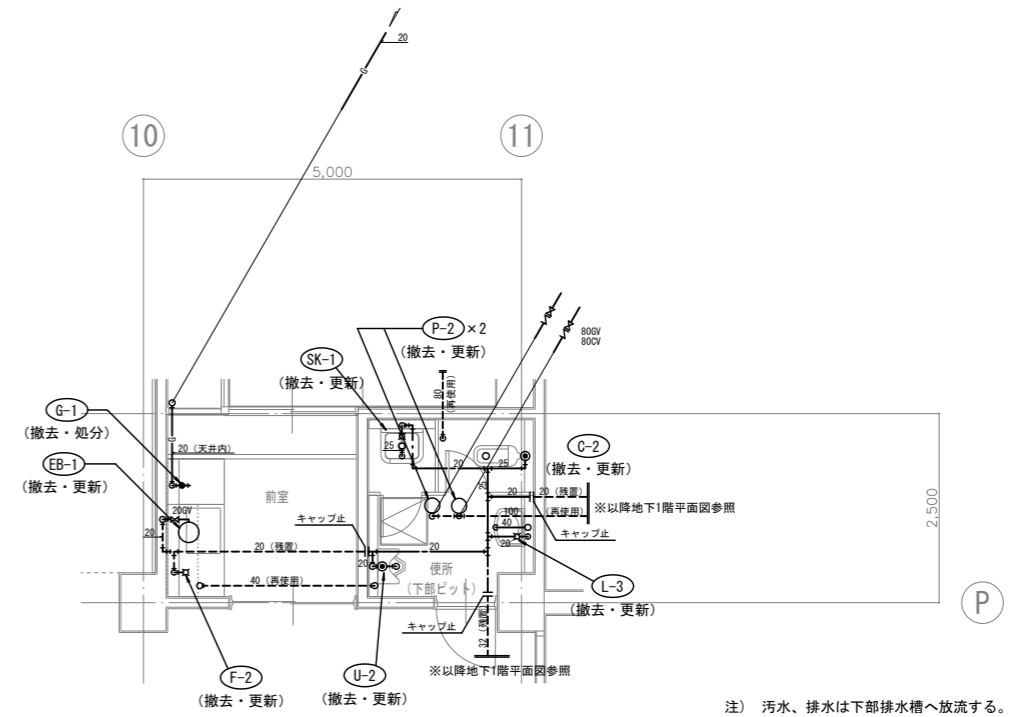 20
G
10
11
5,000
P-2 ×2
(撤去・更新)
80GV
80CV
SK-1
(撤去・更新)
80
(再使用)
G-1
(撤去・処分)
G
20 (天井内)
25
20
25
C-2
(撤去・更新)
EB-1
(撤去・更新)
前室
25
20
20 (残置)
20GV
100
(再使用)
※以降地下1階平面図参照
2,500
キャップ止
40
キャップ止
20
20
20 (残置)
20
20
便所
(下部ピット)
40 (再使用)
L-3
(撤去・更新)
P
キャップ止
32 (残置)
※以降地下1階平面図参照
F-2
(撤去・更新)
U-2
(撤去・更新)
注) 汚水、排水は下部排水槽へ放流する。